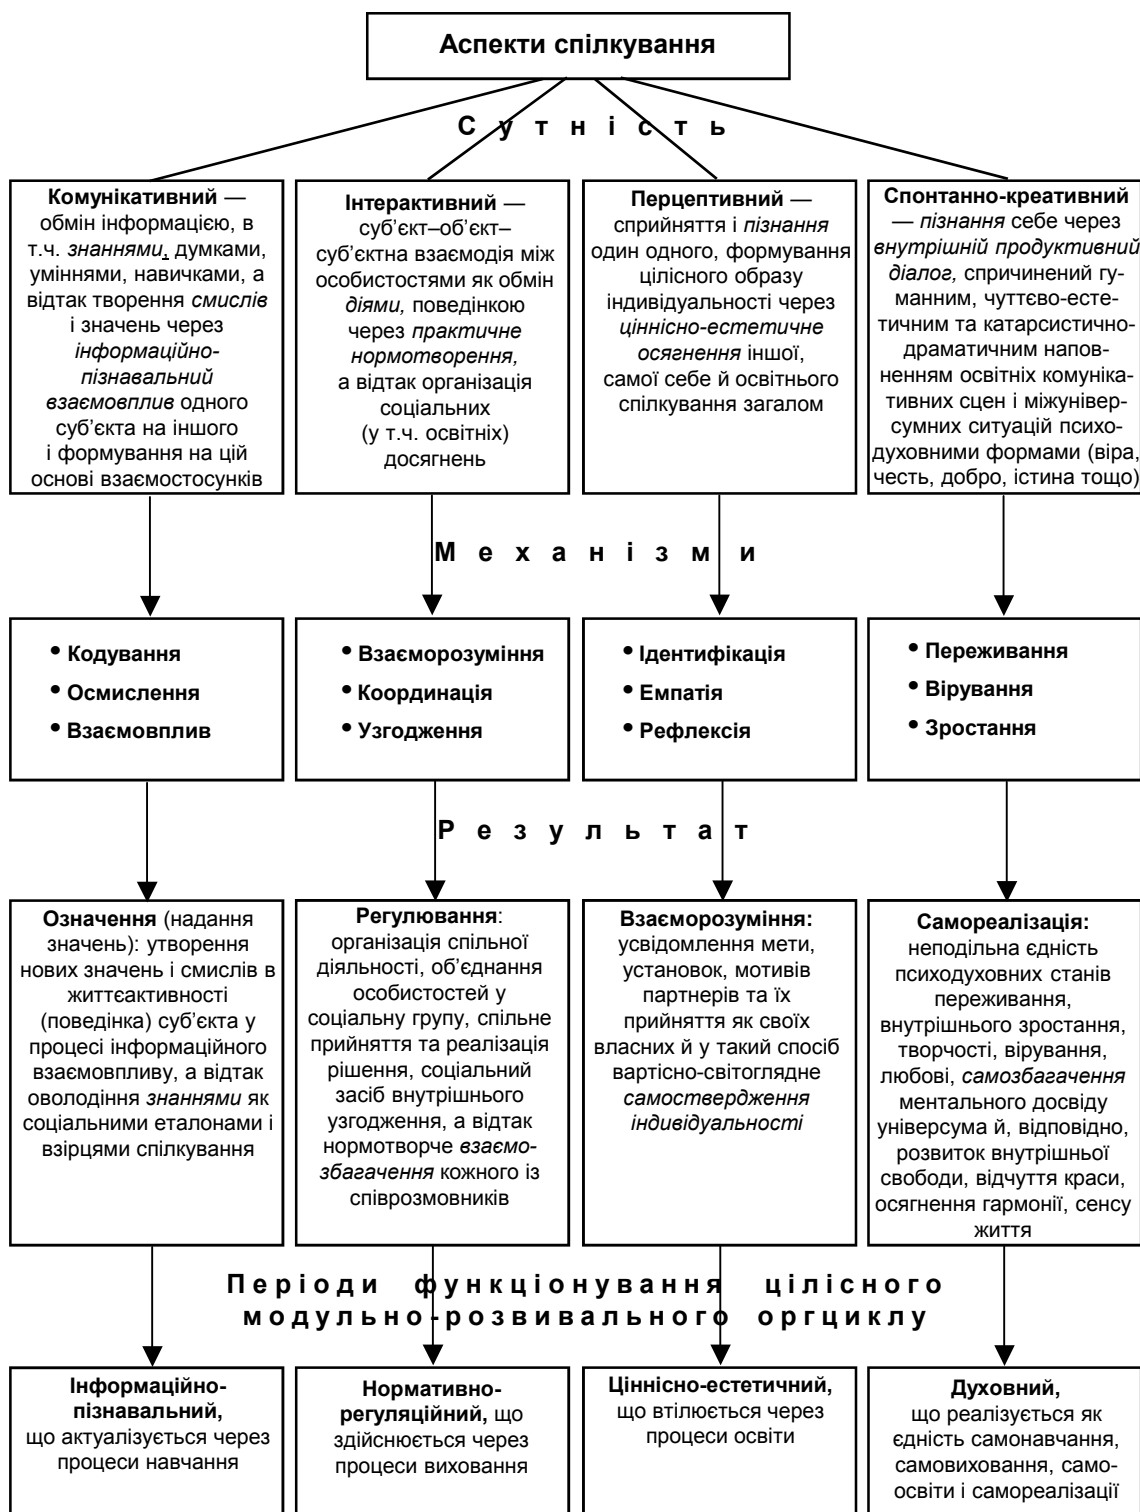 Аспекти спілкування
Сутність
Комунікативний —
обмін інформацією, в
т.ч. знаннями, думками,
уміннями, навичками, а
відтак творення смислів
і значень через
інформаційно-
пізнавальний
взаємовплив одного
суб’єкта на іншого
і формування на цій
основі взаємостосунків
Інтерактивний —
суб’єкт–об’єкт–
суб’єктна взаємодія між
особистостями як обмін
діями, поведінкою
через практичне
нормотворення,
а відтак організація
соціальних
(у т.ч. освітніх)
досягнень
Перцептивний —
сприйняття і пізнання
один одного, формування
цілісного образу
індивідуальності через
ціннісно-естетичне
осягнення іншої,
самої себе й освітнього
спілкування загалом
Спонтанно-креативний
— пізнання себе через
внутрішній продуктивний
діалог, спричинений гу-
манним, чуттєво-есте-
тичним та катарсистично-
драматичним напов-
ненням освітніх комуніка-
тивних сцен і міжунівер-
сумних ситуацій психо-
духовними формами (віра,
честь, добро, істина тощо)
Механізми
• Кодування
• Осмислення
• Взаємовплив
• Взаєморозуміння
• Координація
• Узгодження
• Ідентифікація
• Емпатія
• Рефлексія
• Переживання
• Вірування
• Зростання
Результат
Означення (надання
значень): утворення
нових значень і смислів в
життєактивності
(поведінка) суб’єкта у
процесі інформаційного
взаємовпливу, а відтак
оволодіння знаннями як
соціальними еталонами і
взірцями спілкування
Регулювання:
організація спільної
діяльності, об’єднання
особистостей у
соціальну групу, спільне
прийняття та реалізація
рішення, соціальний
засіб внутрішнього
узгодження, а відтак
нормотворче взаємо-
збагачення кожного із
співрозмовників
Взаєморозуміння:
усвідомлення мети,
установок, мотивів
партнерів та їх
прийняття як своїх
власних й у такий спосіб
вартісно-світоглядне
самоствердження
індивідуальності
Самореалізація:
неподільна єдність
психодуховних станів
переживання,
внутрішнього зростання,
творчості, вірування,
любові, самозбагачення
ментального досвіду
універсума й, відповідно,
розвиток внутрішньої
свободи, відчуття краси,
осягнення гармонії, сенсу
життя
Періоди функціонування цілісного
модульно-розвивального оргциклу
Інформаційно-
пізнавальний,
що актуалізується через
процеси навчання
Нормативно-
регуляційний, що
здійснюється через
процеси виховання
Ціннісно-естетичний,
що втілюється через
процеси освіти
Духовний,
що реалізується як
єдність самонавчання,
самовиховання, само-
освіти і самореалізації